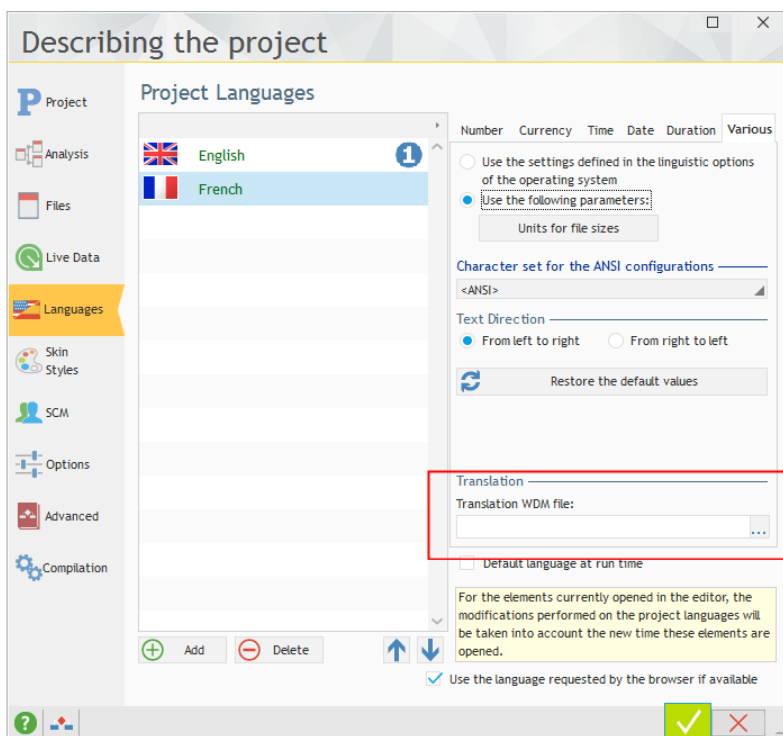 Describing the project
Project
Analysis
Files
Live Data
Languages
Skin
Styles
SCM
Options
Advanced
Compilation
Project Languages
English
1
French
Add
Delete
Number Currency Time Date Duration Various
Use the settings defined in the linguistic options
of the operating system
Use the following parameters:
Units for file sizes
Character set for the ANSI configurations
<ANSI>
Text Direction
From left to right From right to left
Restore the default values
Translation
Translation WDM file:
...
Default language at run time
For the elements currently opened in the editor, the
modifications performed on the project languages will
be taken into account the new time these elements are
opened.
Use the language requested by the browser if available
?